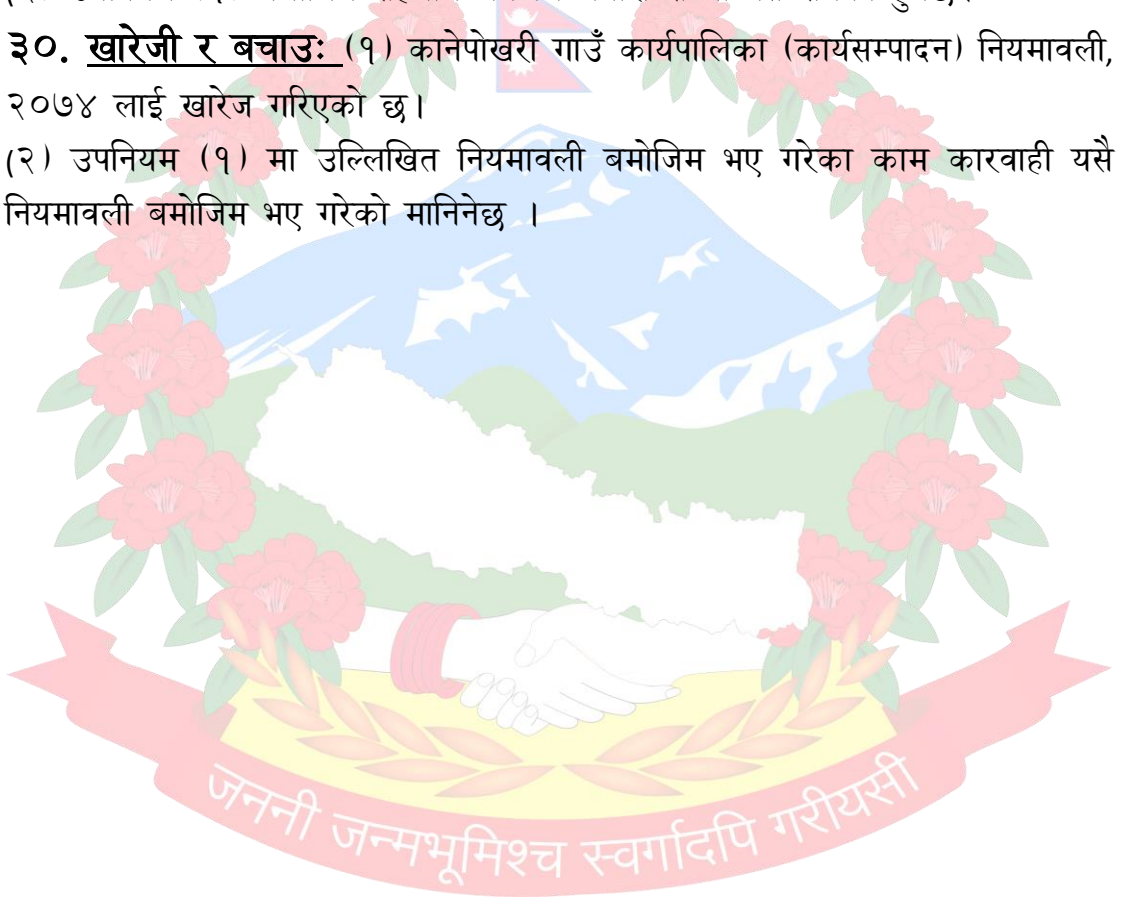 ३०. खारेजी र बचाउः (१) कानेपोखरी गाउँ कार्यपालिका (कार्यसम्पादन) नियमावली,
२०७४ लाई खारेज गरिएको छ।
(२) उपनियम (१) मा उल्लिखित नियमावली बमोजिम भए गरेका काम कारवाही यसै
नियमावली बमोजिम भए गरेको मानिनेछ ।
जननी जन्मभूमिश्च स्वर्गादपि गरीयसी